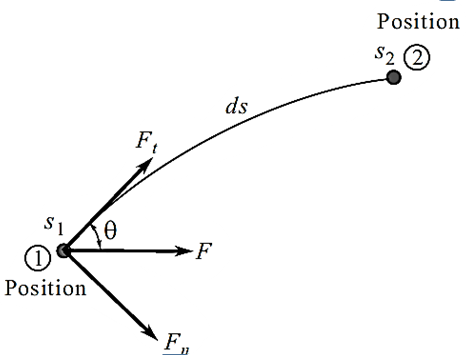 Position
s₂ ②
ds
Fₜ
s₁
θ
① F
Position
Fₙ